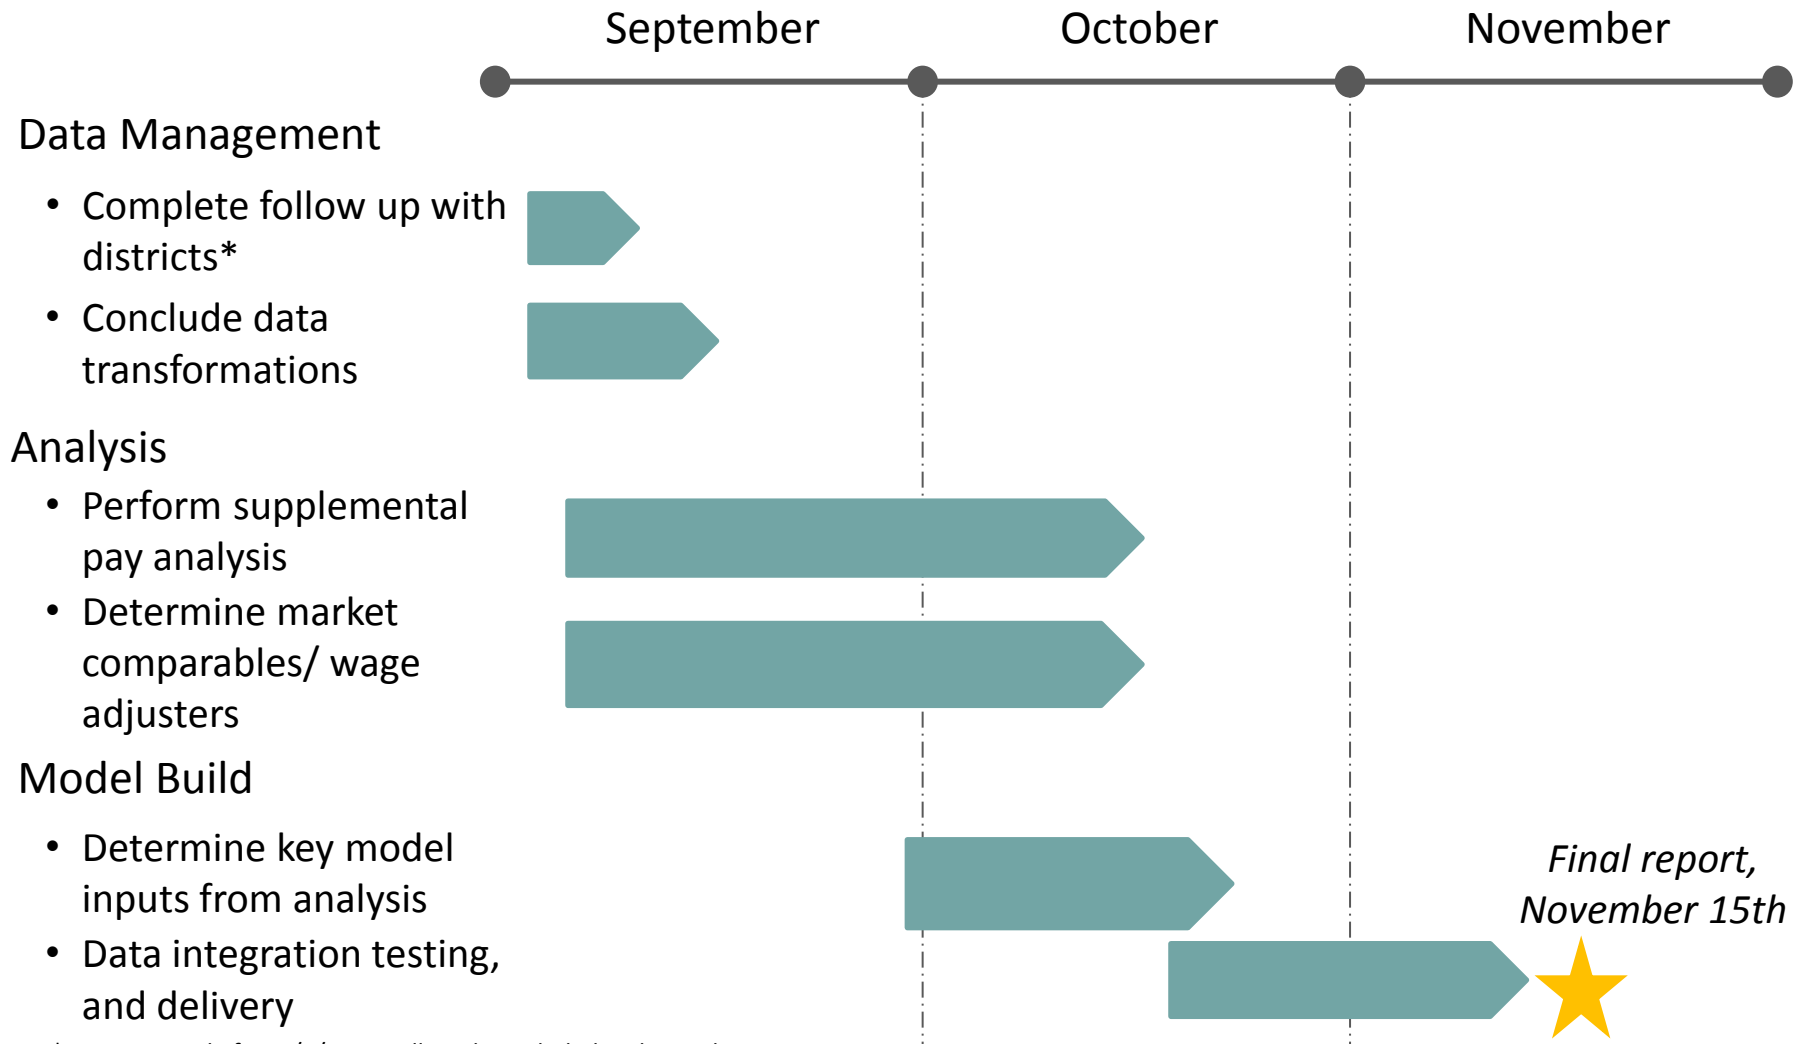 September October November
Data Management
• Complete follow up with
districts*
• Conclude data
transformations
Analysis
• Perform supplemental
pay analysis
• Determine market
comparables/ wage
adjusters
Model Build
• Determine key model
inputs from analysis
Final report,
November 15th
• Data integration testing,
and delivery